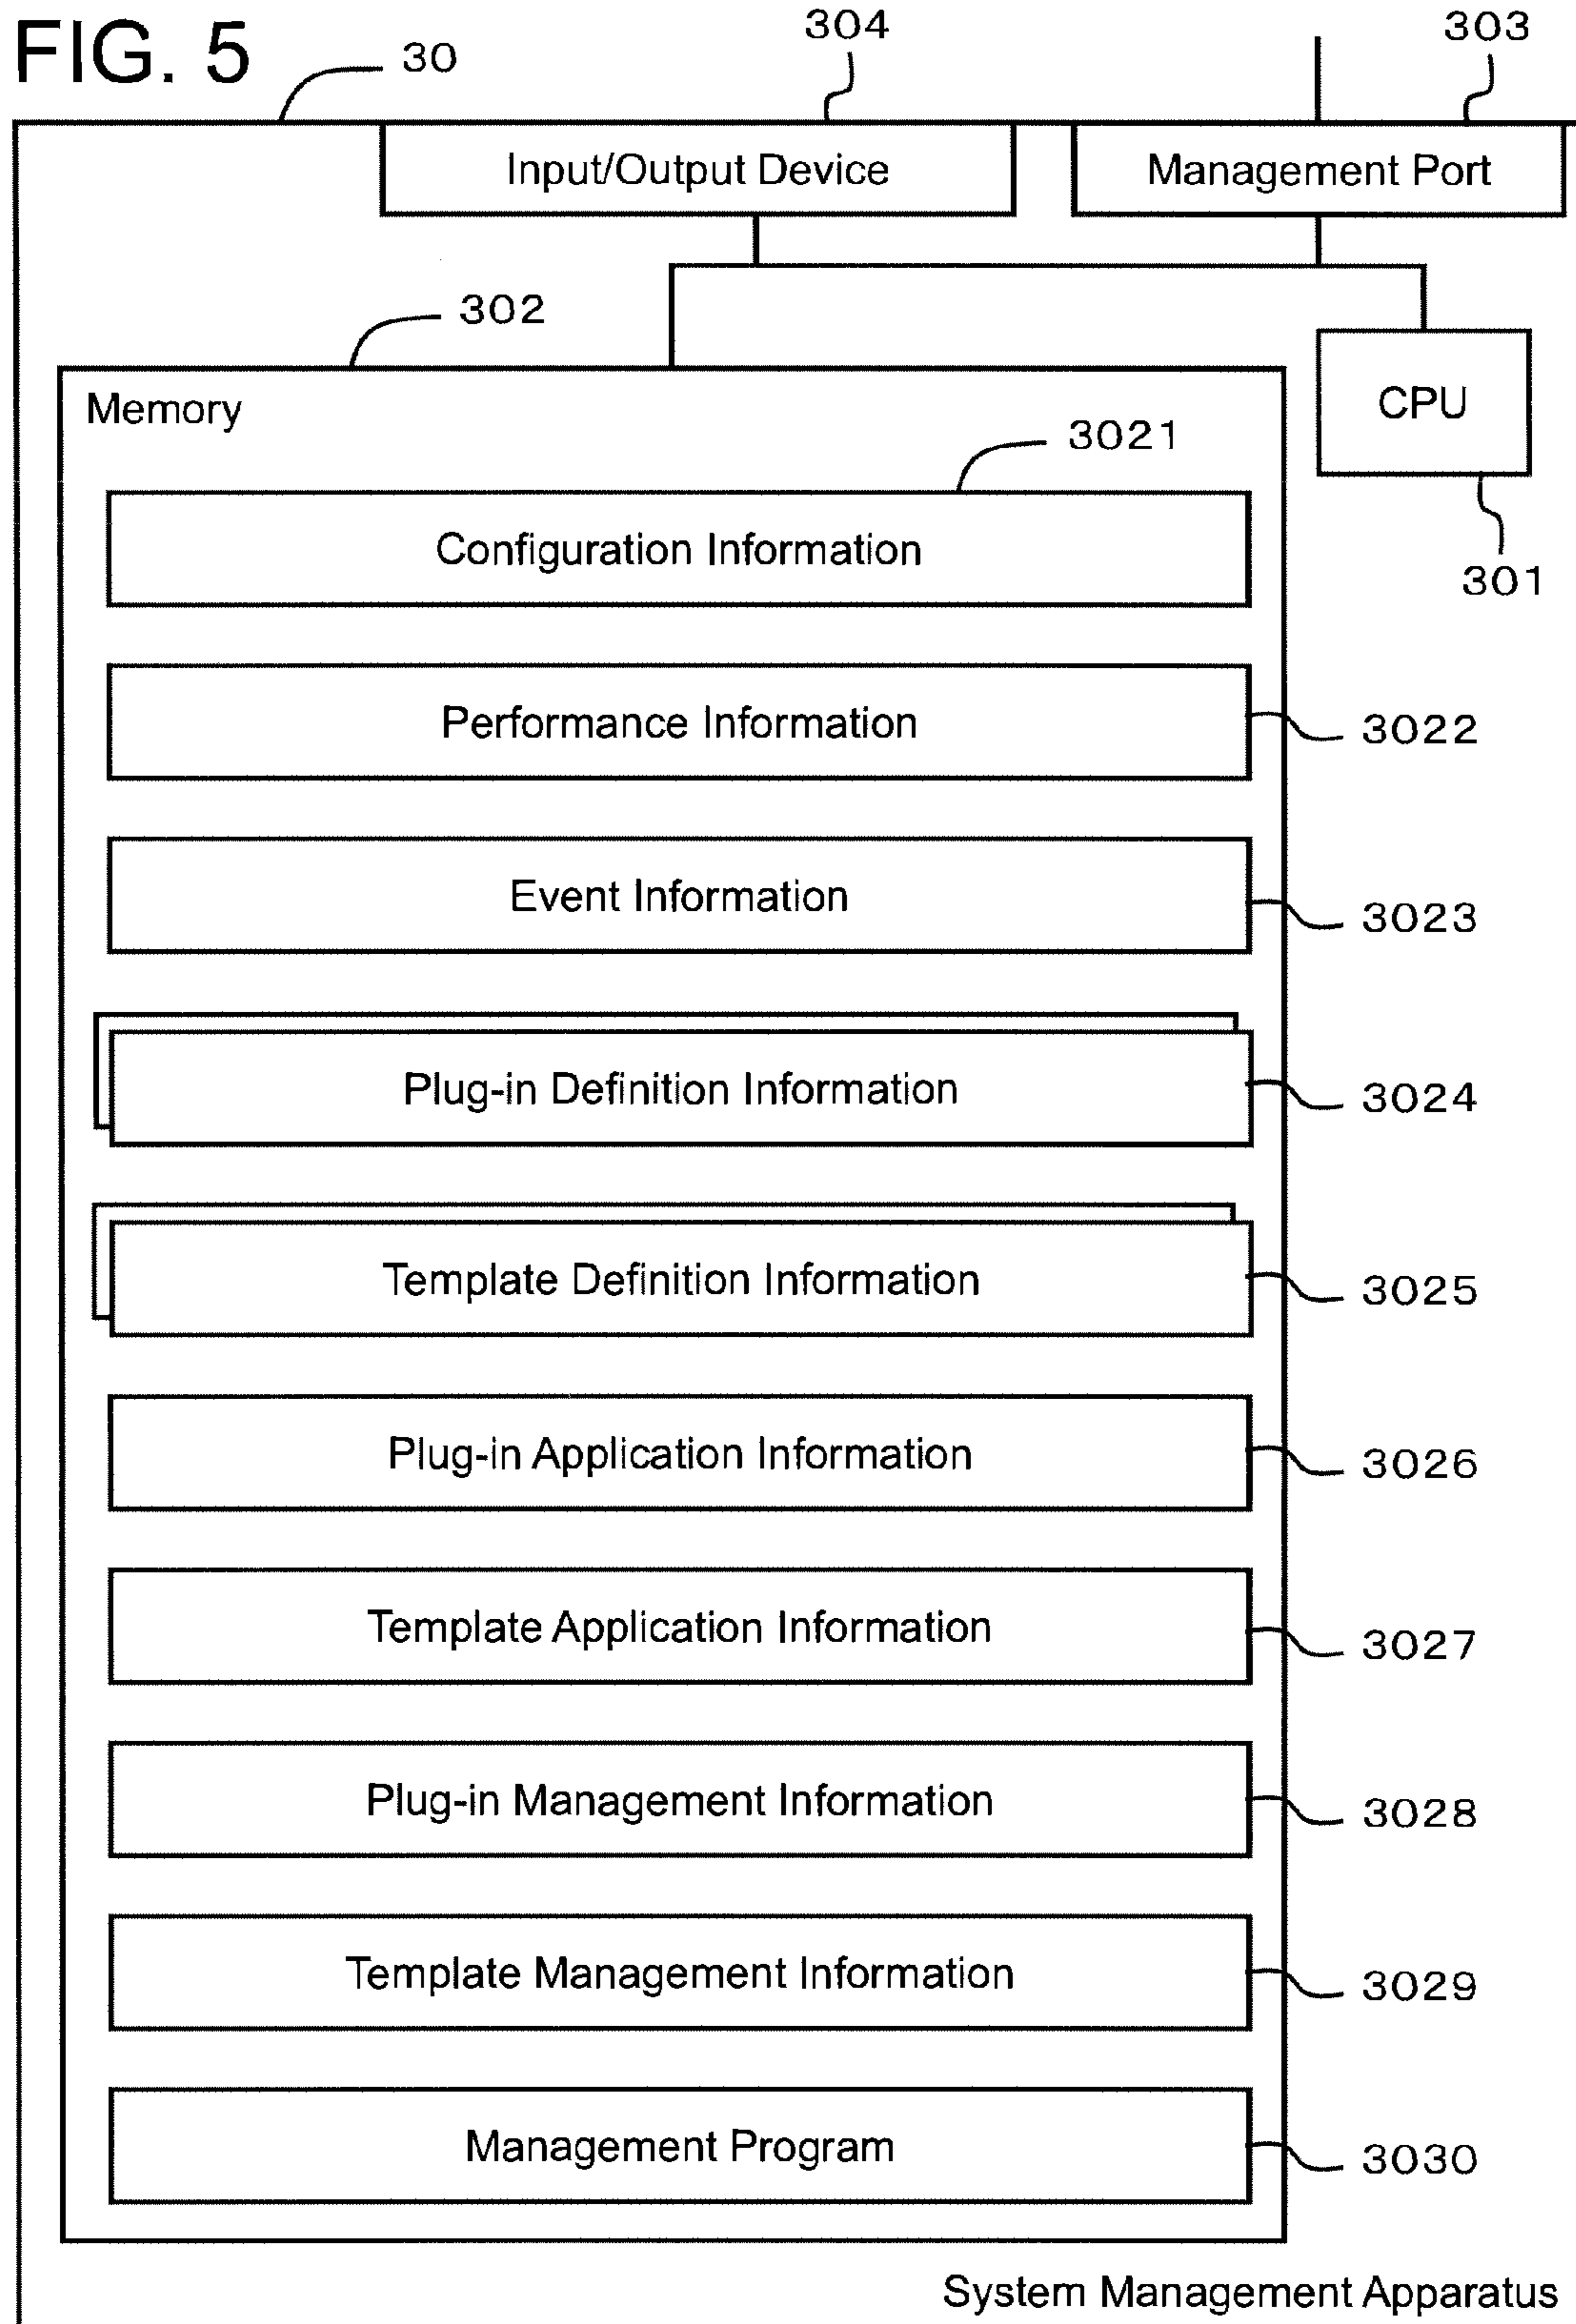 FIG. 5
30
304
303
Input/Output Device
Management Port
302
Memory
CPU
3021
301
Configuration Information
Performance Information
3022
Event Information
3023
Plug-in Definition Information
3024
Template Definition Information
3025
Plug-in Application Information
3026
Template Application Information
3027
Plug-in Management Information
3028
Template Management Information
3029
Management Program
3030
System Management Apparatus